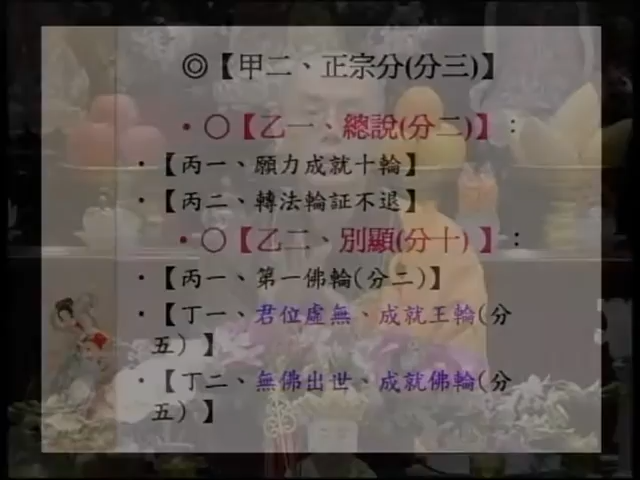 ◎【甲二、正宗分(分三)】
・○【乙一、總說(分二)】：
・【丙一、願力成就十輪】
・【丙二、轉法輪証不退】
・○【乙二、別顯(分十) 】：
・【丙一、第一佛輪(分二)】
・【丁一、君位虛無、成就王輪(分
五) 】
・【丁二、無佛出世、成就佛輪(分
五) 】